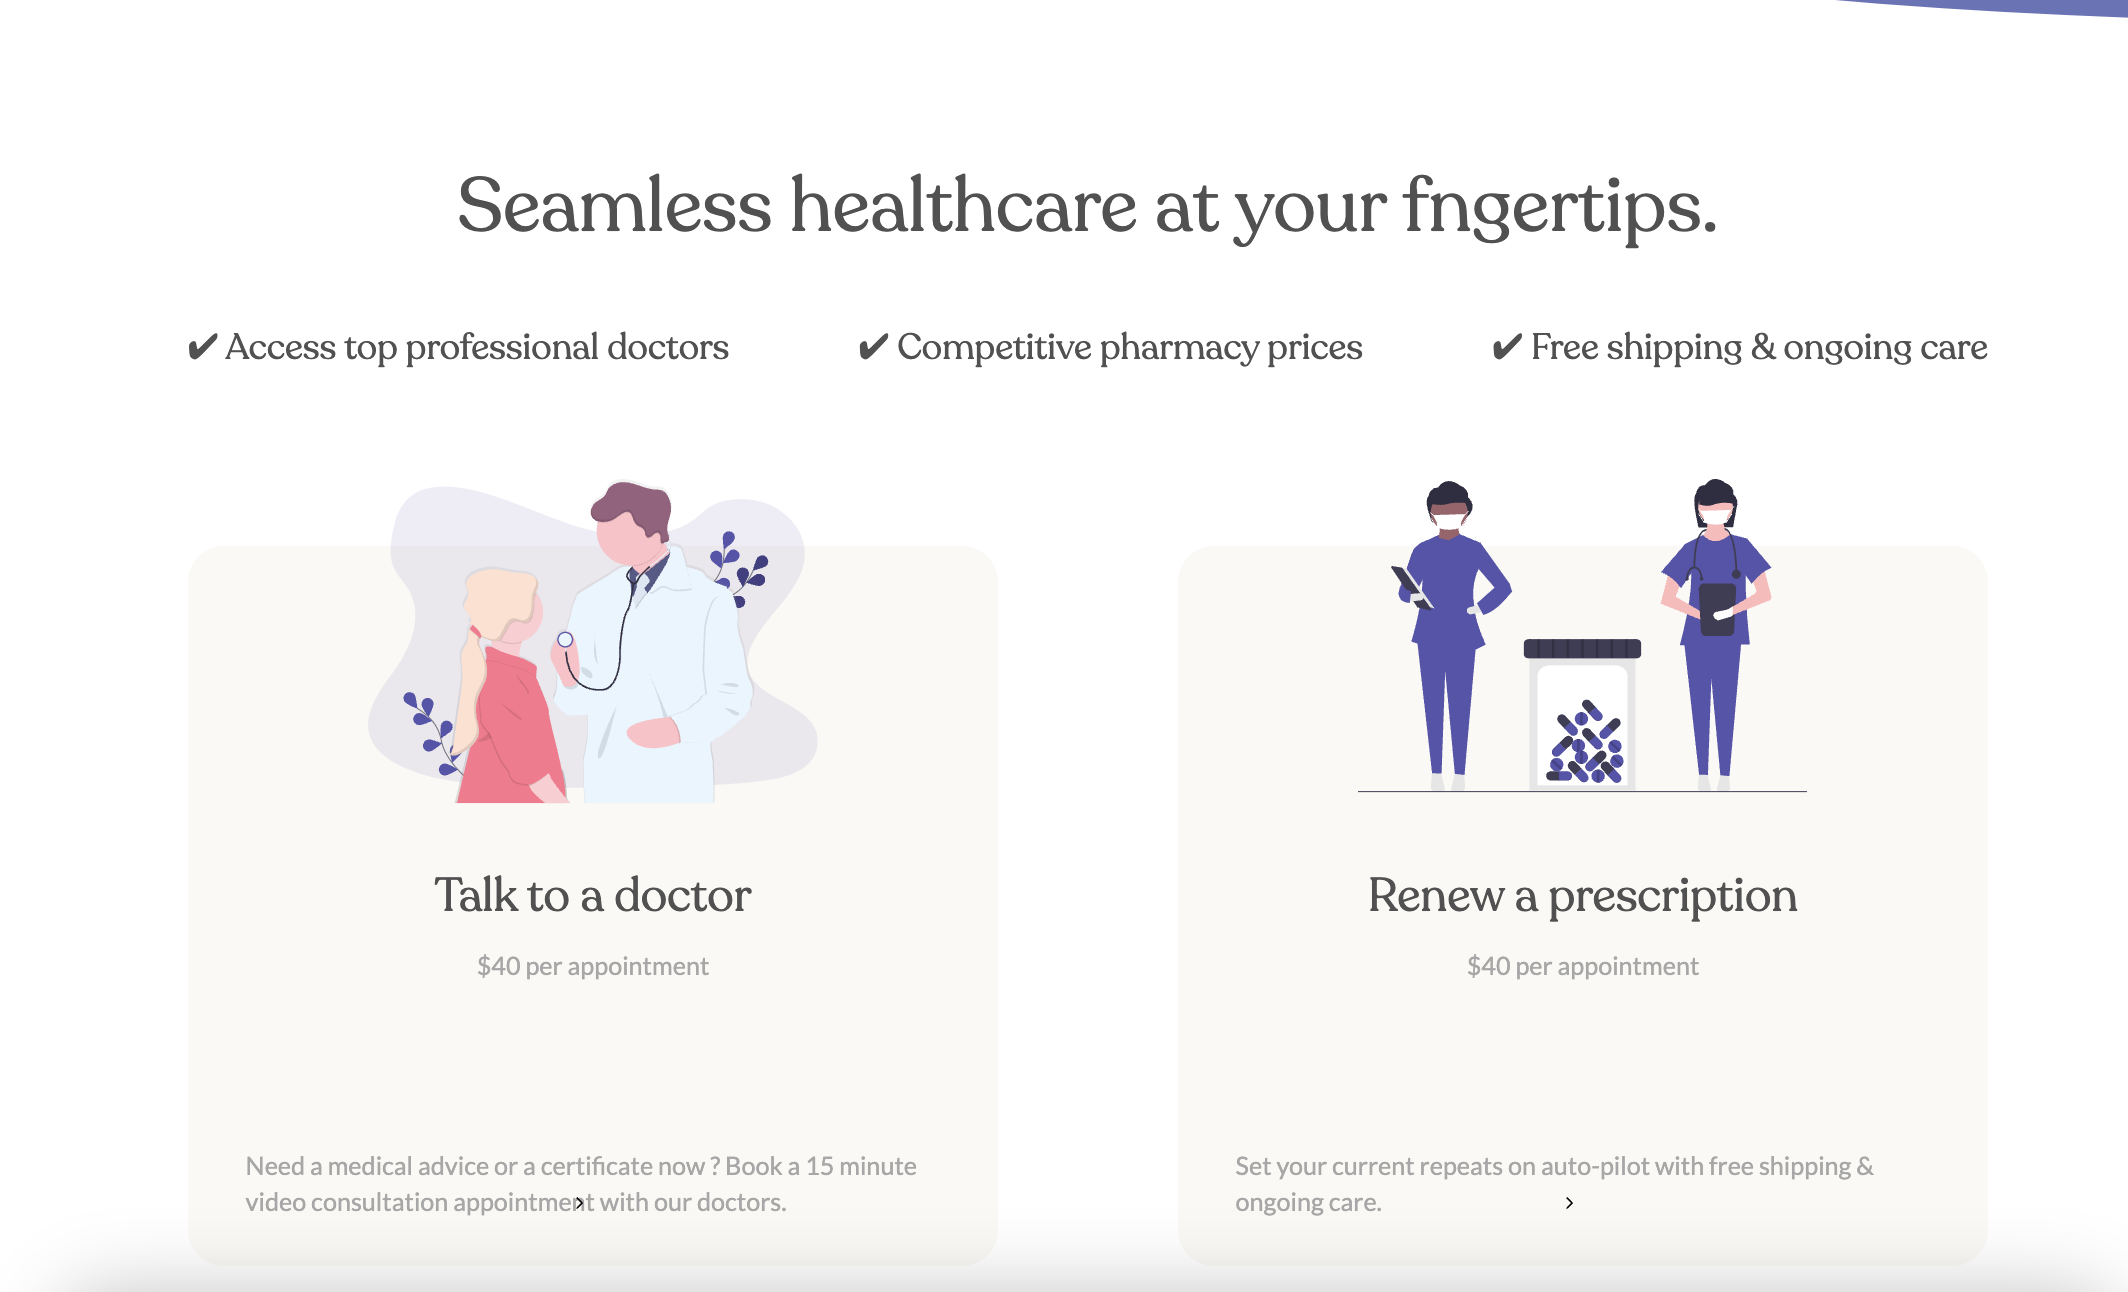 Seamless healthcare at your fngertips.
✔ Access top professional doctors
✔ Competitive pharmacy prices
✔ Free shipping & ongoing care
Talk to a doctor
$40 per appointment
Need a medical advice or a certificate now ? Book a 15 minute
video consultation appointment with our doctors.
Renew a prescription
$40 per appointment
Set your current repeats on auto-pilot with free shipping &
ongoing care.